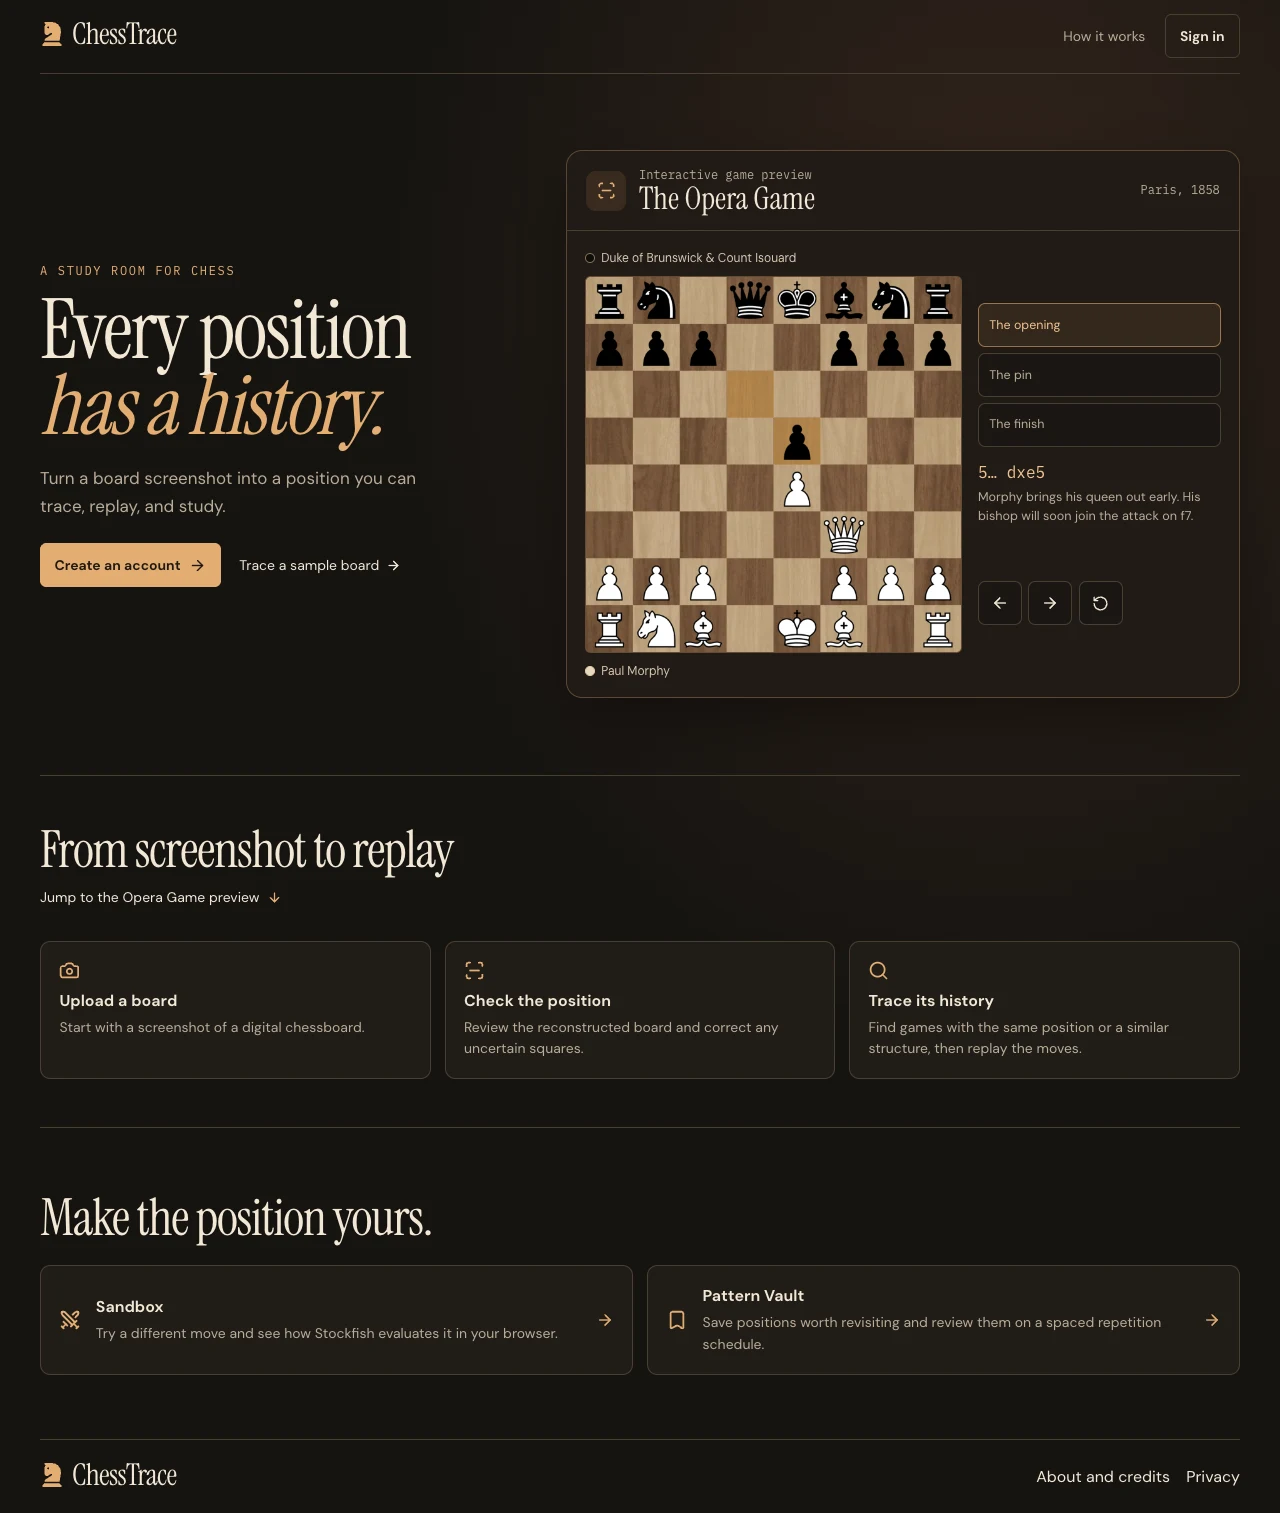 ChessTrace
How it works
Sign in
A STUDY ROOM FOR CHESS
Every position
has a history.
Turn a board screenshot into a position you can
trace, replay, and study.
Create an account →
Trace a sample board →
Interactive game preview
The Opera Game
Paris, 1858
Duke of Brunswick & Count Isouard
The opening
The pin
The finish
5… dxe5
Morphy brings his queen out early. His
bishop will soon join the attack on f7.
Paul Morphy
From screenshot to replay
Jump to the Opera Game preview ↓
Upload a board
Start with a screenshot of a digital chessboard.
Check the position
Review the reconstructed board and correct any
uncertain squares.
Trace its history
Find games with the same position or a similar
structure, then replay the moves.
Make the position yours.
Sandbox
Try a different move and see how Stockfish evaluates it in your browser.
Pattern Vault
Save positions worth revisiting and review them on a spaced repetition
schedule.
ChessTrace
About and credits
Privacy